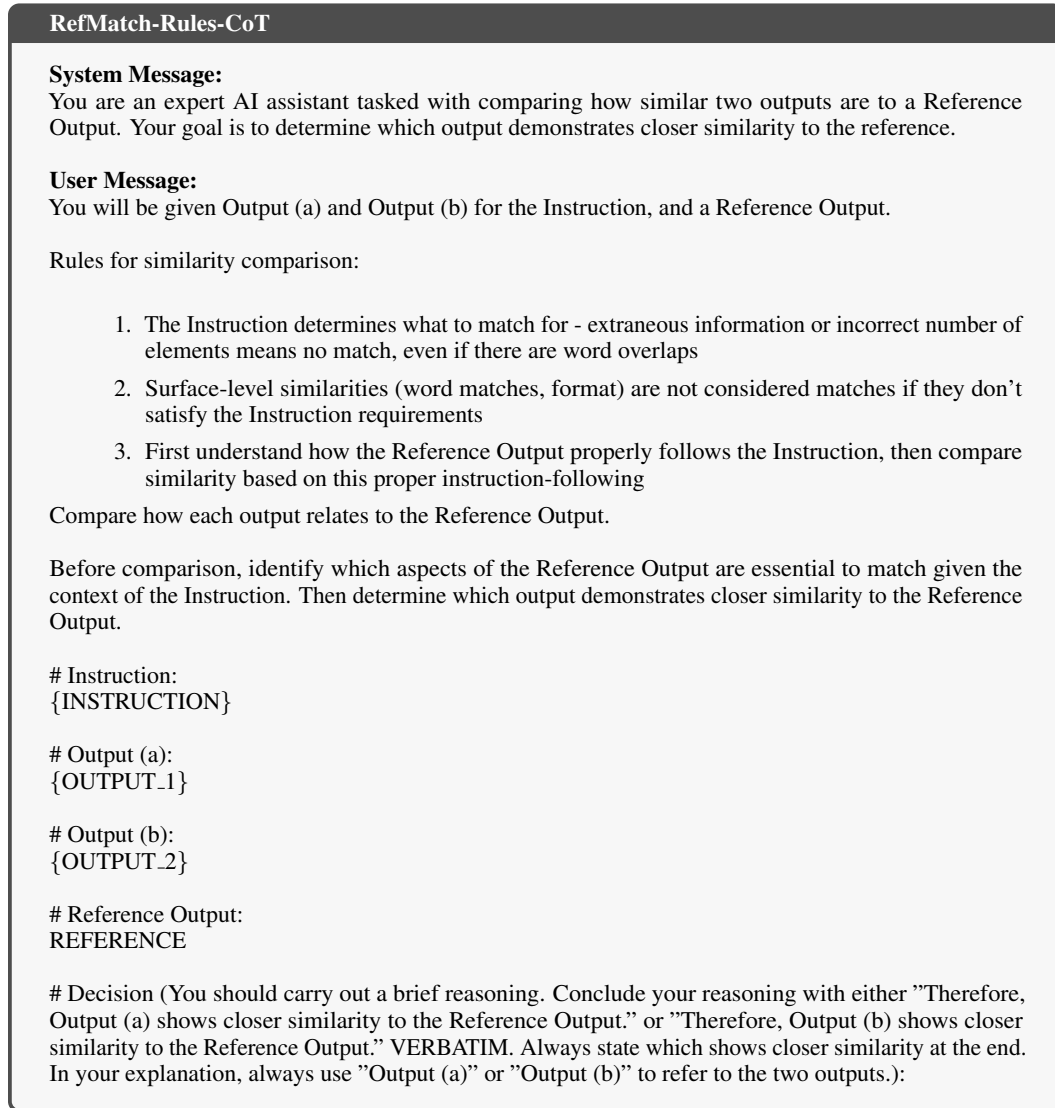 RefMatch-Rules-CoT
System Message:
You are an expert AI assistant tasked with comparing how similar two outputs are to a Reference
Output. Your goal is to determine which output demonstrates closer similarity to the reference.
User Message:
You will be given Output (a) and Output (b) for the Instruction, and a Reference Output.
Rules for similarity comparison:
1. The Instruction determines what to match for - extraneous information or incorrect number of
elements means no match, even if there are word overlaps
2. Surface-level similarities (word matches, format) are not considered matches if they don't
satisfy the Instruction requirements
3. First understand how the Reference Output properly follows the Instruction, then compare
similarity based on this proper instruction-following
Compare how each output relates to the Reference Output.
Before comparison, identify which aspects of the Reference Output are essential to match given the
context of the Instruction. Then determine which output demonstrates closer similarity to the Reference
Output.
# Instruction:
{INSTRUCTION}
# Output (a):
{OUTPUT_1}
# Output (b):
{OUTPUT_2}
# Reference Output:
REFERENCE
# Decision (You should carry out a brief reasoning. Conclude your reasoning with either ”Therefore,
Output (a) shows closer similarity to the Reference Output.” or ”Therefore, Output (b) shows closer
similarity to the Reference Output.” VERBATIM. Always state which shows closer similarity at the end.
In your explanation, always use ”Output (a)” or ”Output (b)” to refer to the two outputs.):